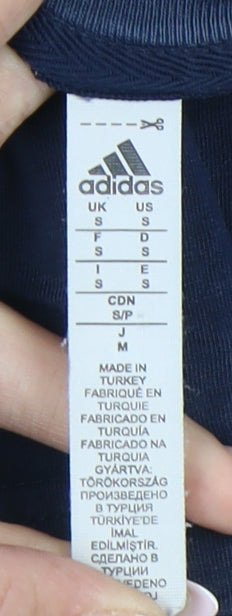 adidas
UK US
S S
F D
S S
I E
S S
CDN
S/P
J
M
MADE IN
TURKEY
FABRIQUÉ EN
TURQUIE
FABRICADO EN
TURQUÍA
FABRICADO NA
TURQUIA
GYÁRTVA:
TÖRÖKORSZÁG
ПРОИЗВЕДЕНО
В ТУРЦИЯ
TÜRKİYE'DE
İMAL
EDİLMİŞTİR.
СДЕЛАНО В
ТУРЦИИ